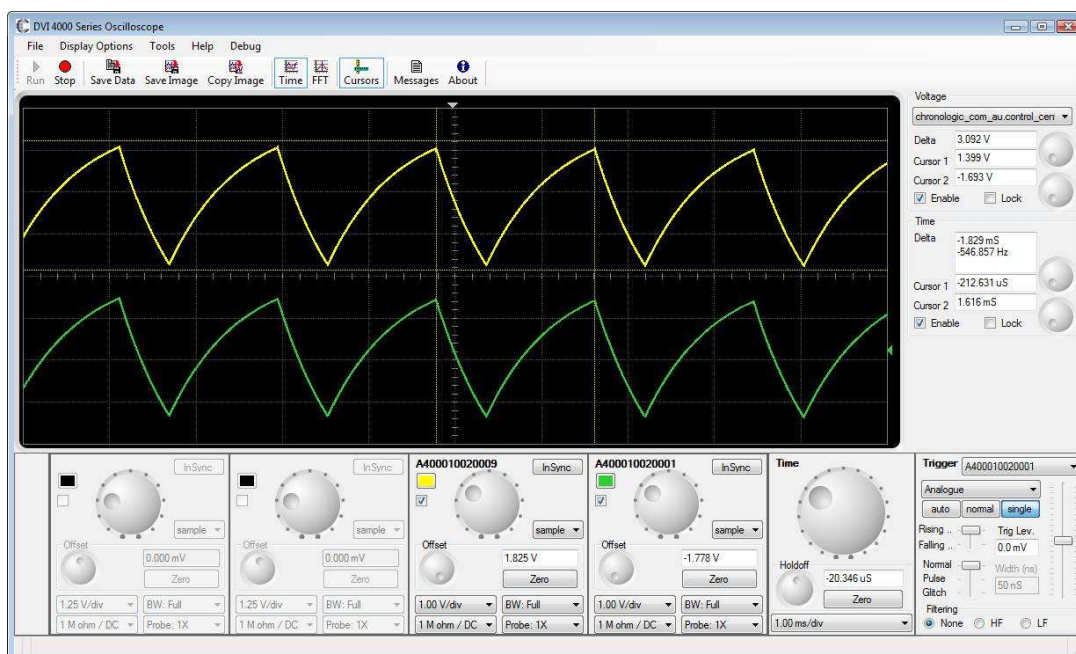 DVI 4000 Series Oscilloscope
File Display Options Tools Help Debug
Run Stop Save Data Save Image Copy Image Time FFT Cursors Messages About
Voltage
chronologic_com_au.control_cen
Delta 3.092 V
Cursor 1 1.399 V
Cursor 2 -1.693 V
Enable Lock
Time
Delta -1.829 mS
-546.857 Hz
Cursor 1 -212.631 uS
Cursor 2 1.616 mS
Enable Lock
InSync
sample
Offset
0.000 mV
Zero
1.25 V/div BW: Full
1 M ohm / DC Probe: 1X
InSync
sample
Offset
0.000 mV
Zero
1.25 V/div BW: Full
1 M ohm / DC Probe: 1X
A400010020009 InSync
sample
Offset
1.825 V
Zero
1.00 V/div BW: Full
1 M ohm / DC Probe: 1X
A400010020001 InSync
sample
Offset
-1.778 V
Zero
1.00 V/div BW: Full
1 M ohm / DC Probe: 1X
Time
Holdoff
-20.346 uS
Zero
1.00 ms/div
Trigger A400010020001
Analogue
auto normal single
Rising .. Trig Lev.
Falling .. 0.0 mV
Normal Width (ns)
Pulse 50 nS
Glitch
Filtering
None HF LF